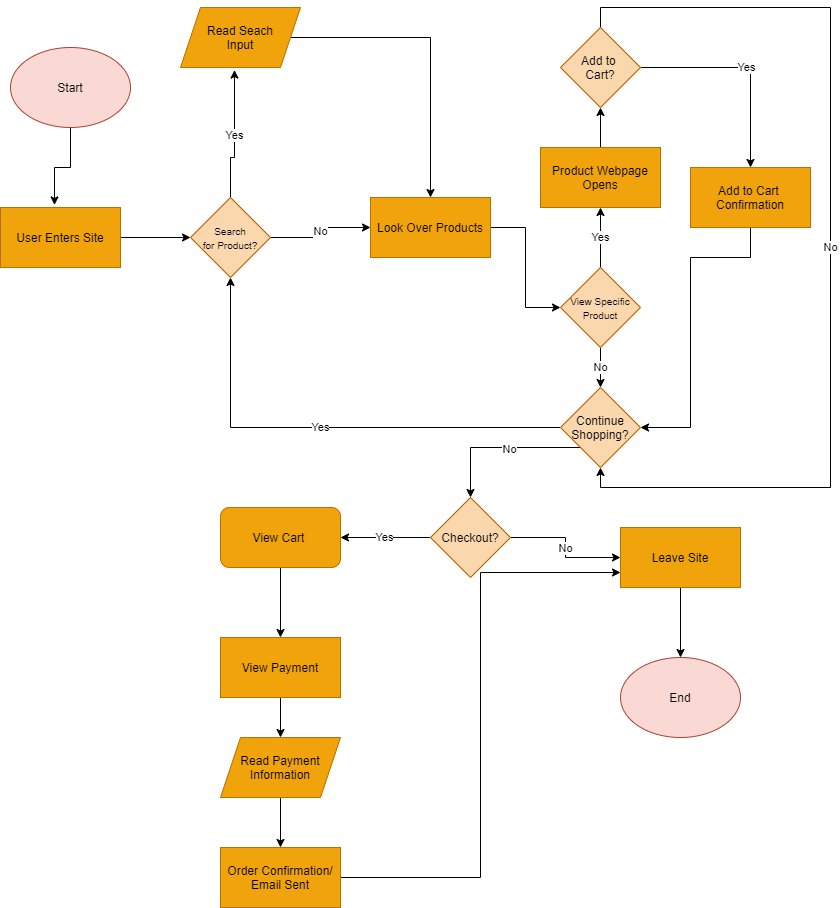 Read Seach
Input
Start
Add to
Cart?
Yes
Yes
Product Webpage
Opens
Add to Cart
Confirmation
User Enters Site
Search
for Product?
No
Look Over Products
Yes
No
View Specific
Product
No
Continue
Shopping?
Yes
No
View Cart
Yes
Checkout?
No
Leave Site
View Payment
End
Read Payment
Information
Order Confirmation/
Email Sent